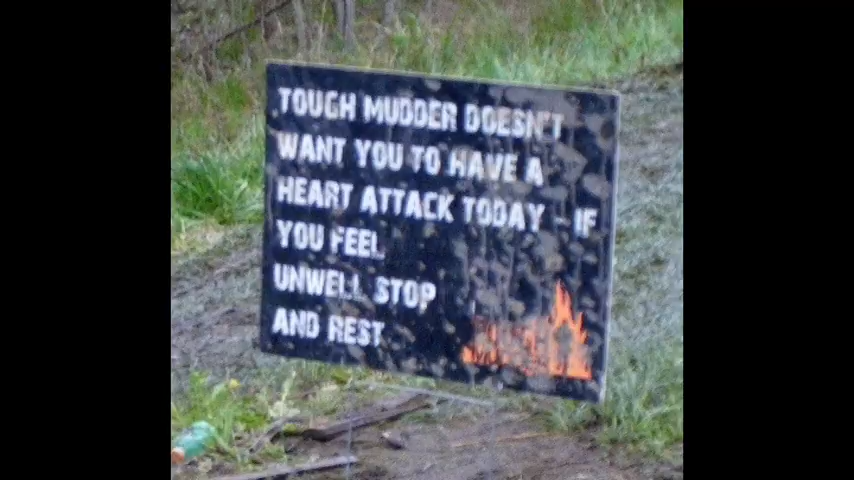 TOUGH MUDDER DOESN'T
WANT YOU TO HAVE A
HEART ATTACK TODAY - IF
YOU FEEL
UNWELL STOP
AND REST